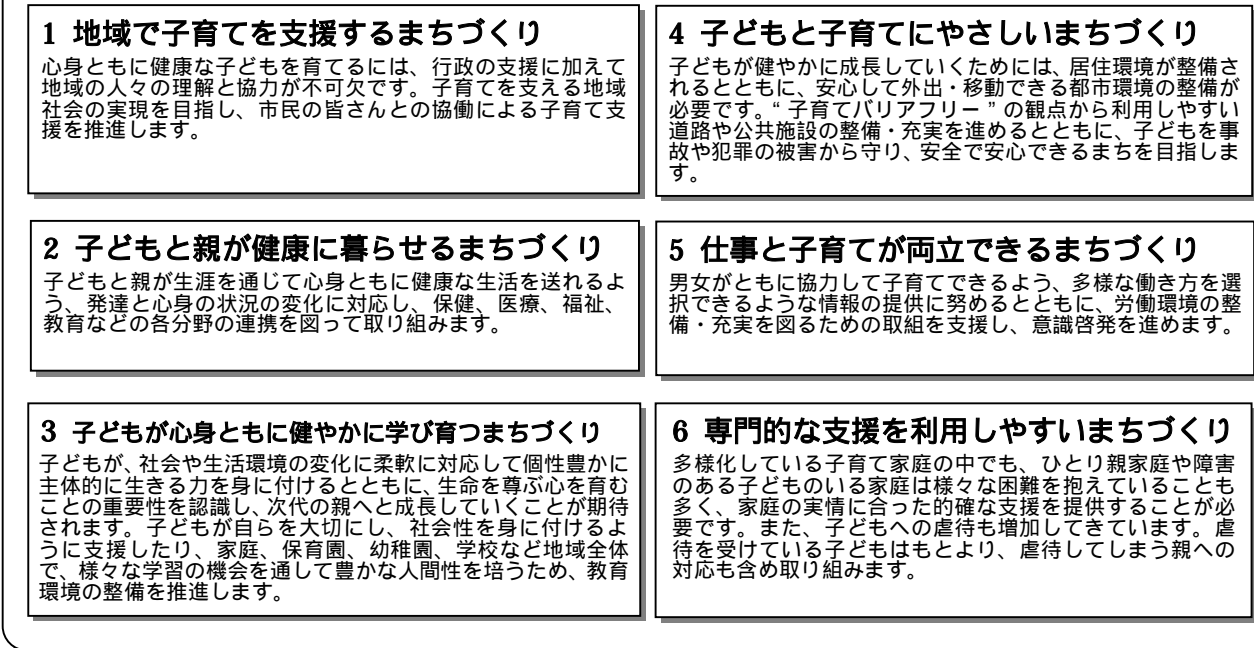 1 地域で子育てを支援するまちづくり
心身ともに健康な子どもを育てるには、行政の支援に加えて
地域の人々の理解と協力が不可欠です。子育てを支える地域
社会の実現を目指し、市民の皆さんとの協働による子育て支
援を推進します。
2 子どもと親が健康に暮らせるまちづくり
子どもと親が生涯を通じて心身ともに健康な生活を送れるよ
う、発達と心身の状況の変化に対応し、保健、医療、福祉、
教育などの各分野の連携を図って取り組みます。
3 子どもが心身ともに健やかに学び育つまちづくり
子どもが、社会や生活環境の変化に柔軟に対応して個性豊かに
主体的に生きる力を身に付けるとともに、生命を尊ぶ心を育む
ことの重要性を認識し、次代の親へと成長していくことが期待
されます。子どもが自らを大切にし、社会性を身に付けるよ
うに支援したり、家庭、保育園、幼稚園、学校など地域全体
で、様々な学習の機会を通して豊かな人間性を培うため、教育
環境の整備を推進します。
4 子どもと子育てにやさしいまちづくり
子どもが健やかに成長していくためには、居住環境が整備さ
れるとともに、安心して外出・移動できる都市環境の整備が
必要です。“子育てバリアフリー”の観点から利用しやすい
道路や公共施設の整備・充実を進めるとともに、子どもを事
故や犯罪の被害から守り、安全で安心できるまちを目指しま
す。
5 仕事と子育てが両立できるまちづくり
男女がともに協力して子育てできるよう、多様な働き方を選
択できるような情報の提供に努めるとともに、労働環境の整
備・充実を図るための取組を支援し、意識啓発を進めます。
6 専門的な支援を利用しやすいまちづくり
多様化している子育て家庭の中でも、ひとり親家庭や障害
のある子どものいる家庭は様々な困難を抱えていることも
多く、家庭の実情に合った的確な支援を提供することが必
要です。また、子どもへの虐待も増加してきています。虐
待を受けている子どもはもとより、虐待してしまう親への
対応も含め取り組みます。